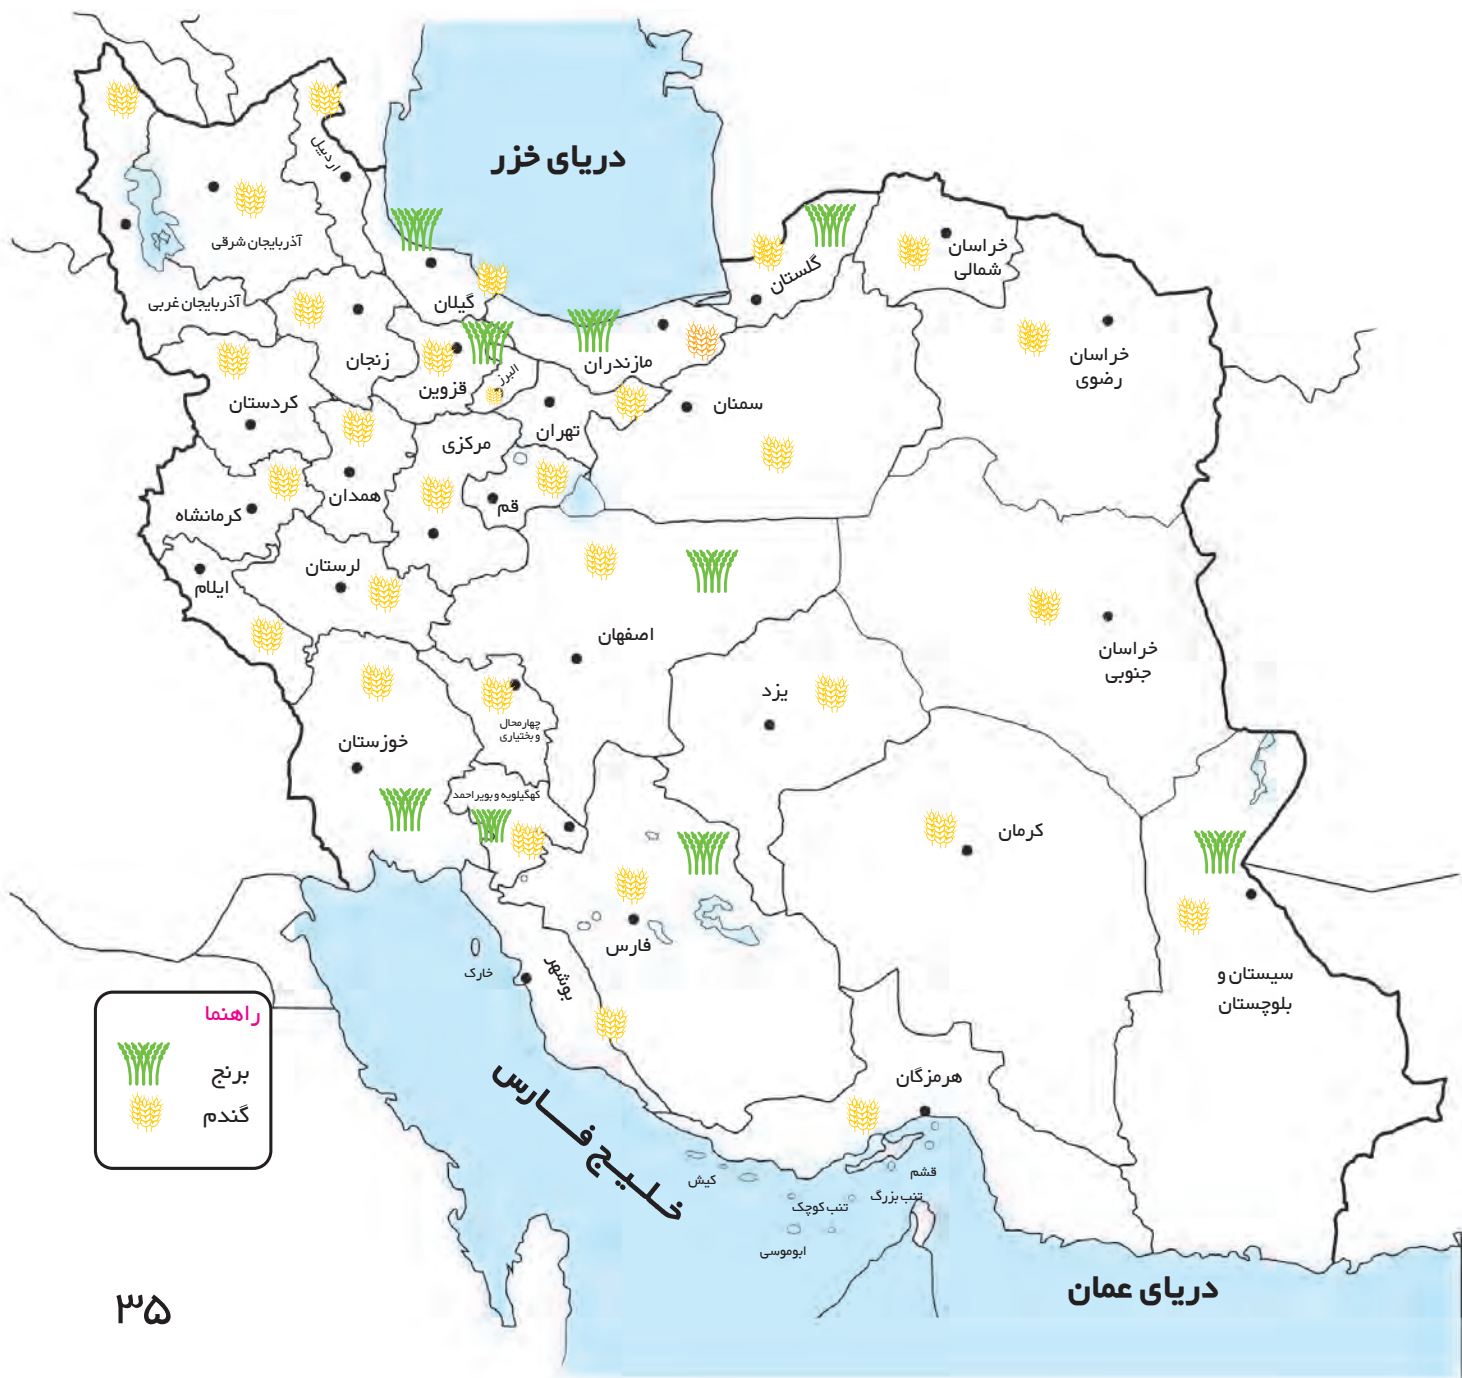 دریای خزر
اردبیل
آذربایجان شرقی
آذربایجان غربی
گیلان
گلستان
خراسان
شمالی
زنجان
قزوین
البرز
مازندران
خراسان
رضوی
کردستان
سمنان
تهران
مرکزی
همدان
قم
کرمانشاه
لرستان
ایلام
اصفهان
خراسان
جنوبی
یزد
چهارمحال
و بختیاری
خوزستان
کهگیلویه و بویراحمد
کرمان
فارس
خارک
بوشهر
سیستان و
بلوچستان
راهنما
برنج
گندم
هرمزگان
خلیج فارس
قشم
کیش
تنب بزرگ
تنب کوچک
ابوموسی
دریای عمان
۳۵